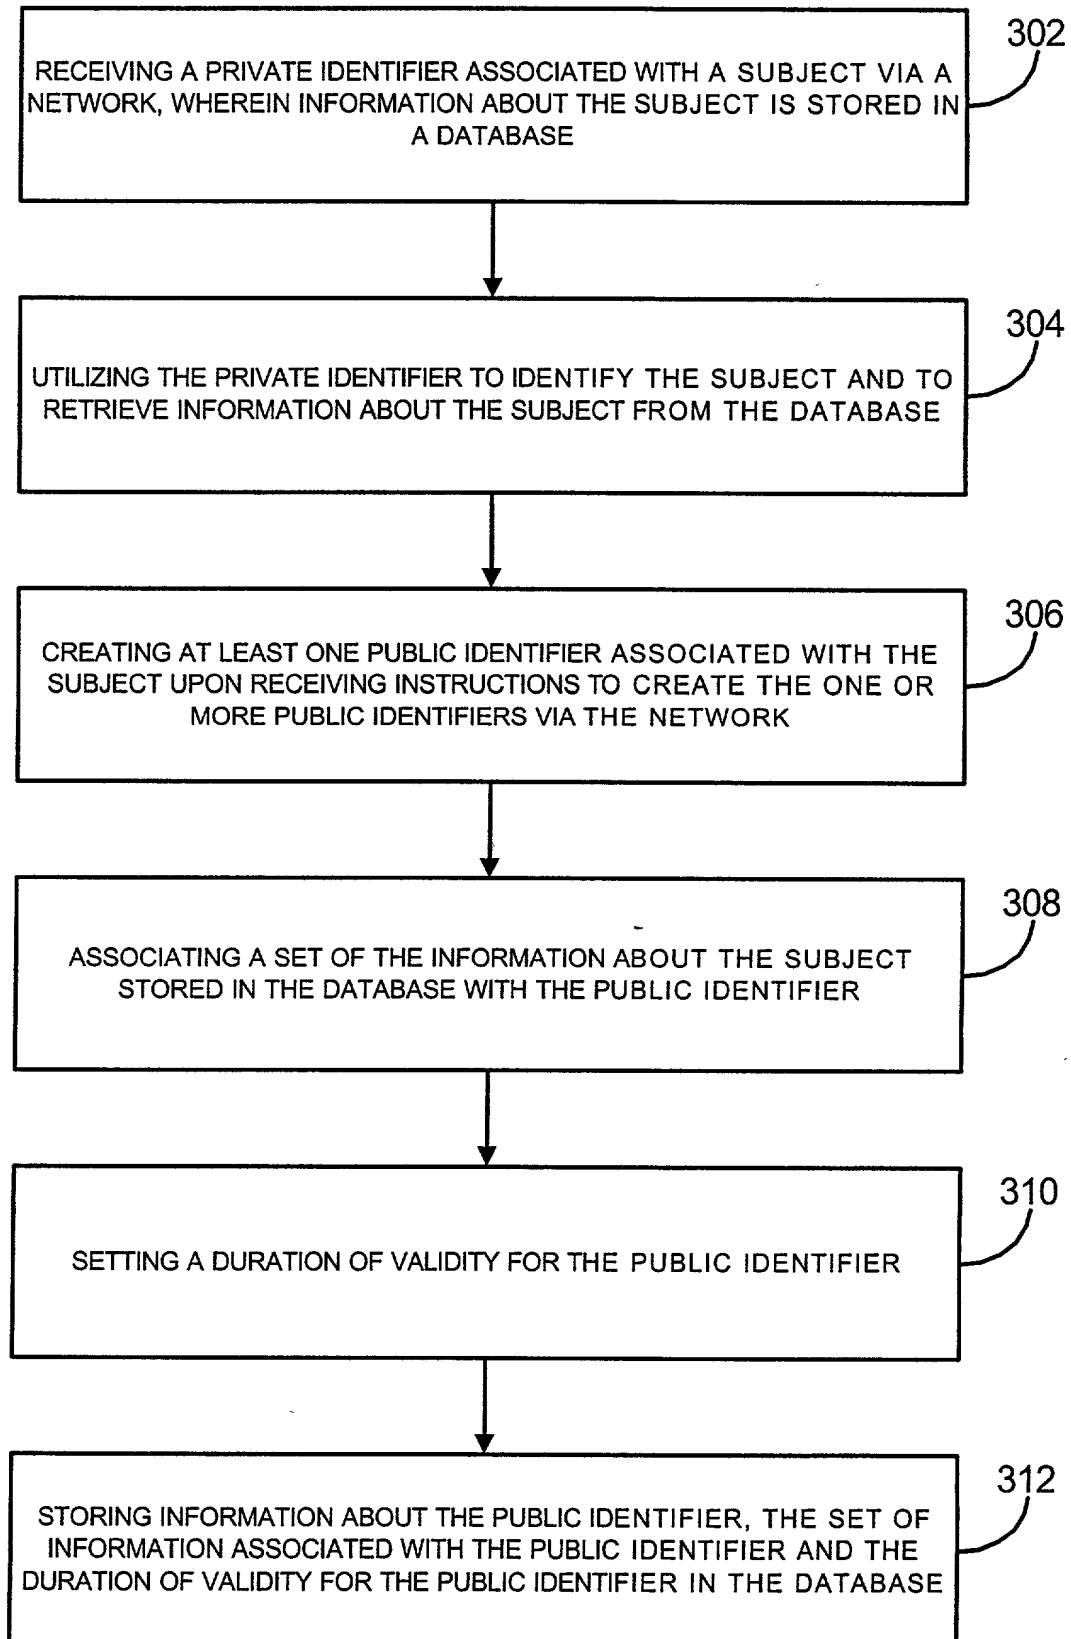 302
RECEIVING A PRIVATE IDENTIFIER ASSOCIATED WITH A SUBJECT VIA A
NETWORK, WHEREIN INFORMATION ABOUT THE SUBJECT IS STORED IN
A DATABASE
304
UTILIZING THE PRIVATE IDENTIFIER TO IDENTIFY THE SUBJECT AND TO
RETRIEVE INFORMATION ABOUT THE SUBJECT FROM THE DATABASE
306
CREATING AT LEAST ONE PUBLIC IDENTIFIER ASSOCIATED WITH THE
SUBJECT UPON RECEIVING INSTRUCTIONS TO CREATE THE ONE OR
MORE PUBLIC IDENTIFIERS VIA THE NETWORK
308
ASSOCIATING A SET OF THE INFORMATION ABOUT THE SUBJECT
STORED IN THE DATABASE WITH THE PUBLIC IDENTIFIER
310
SETTING A DURATION OF VALIDITY FOR THE PUBLIC IDENTIFIER
312
STORING INFORMATION ABOUT THE PUBLIC IDENTIFIER, THE SET OF
INFORMATION ASSOCIATED WITH THE PUBLIC IDENTIFIER AND THE
DURATION OF VALIDITY FOR THE PUBLIC IDENTIFIER IN THE DATABASE